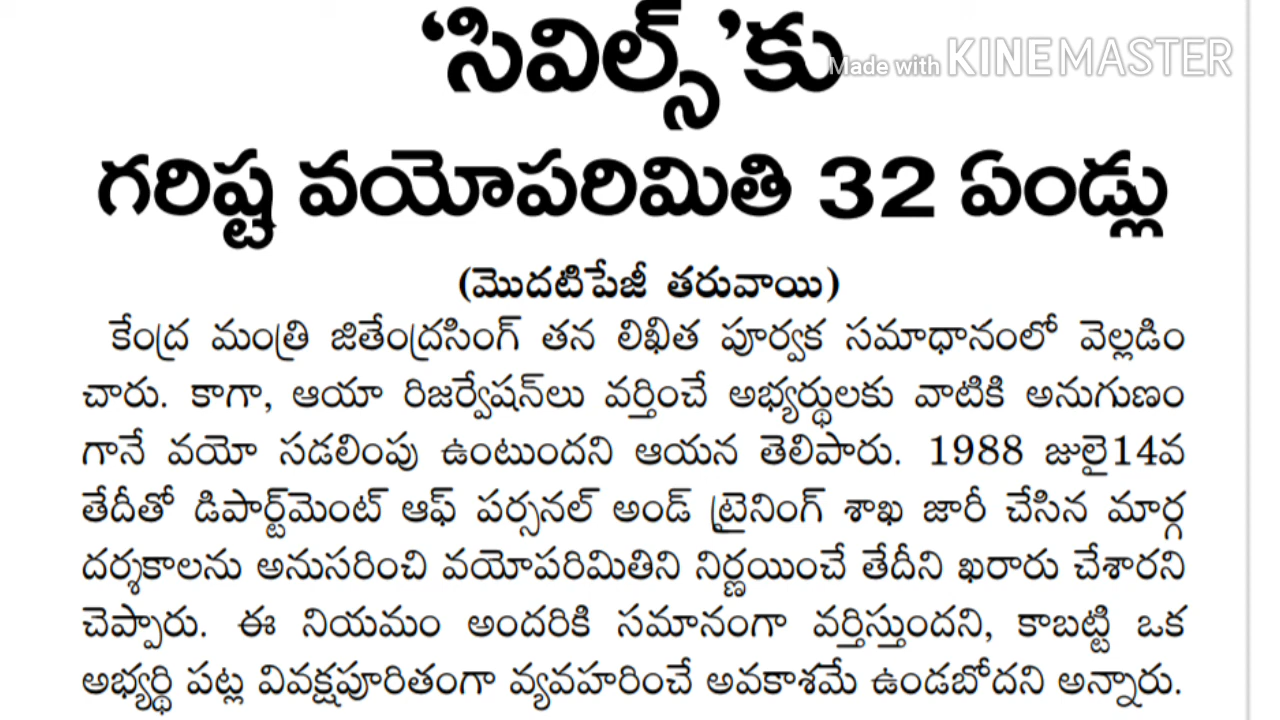 ‘సివిల్స్’కు
Made with KINEMASTER
గరిష్ట వయోపరిమితి 32 ఏండ్లు
(మొదటిపేజీ తరువాయి)
కేంద్ర మంత్రి జితేంద్రసింగ్ తన లిఖిత పూర్వక సమాధానంలో వెల్లడిం
చారు. కాగా, ఆయా రిజర్వేషన్‌లు వర్తించే అభ్యర్థులకు వాటికి అనుగుణం
గానే వయో సడలింపు ఉంటుందని ఆయన తెలిపారు. 1988 జులై14వ
తేదీతో డిపార్ట్‌మెంట్ ఆఫ్ పర్సనల్ అండ్ ట్రైనింగ్ శాఖ జారీ చేసిన మార్గ
దర్శకాలను అనుసరించి వయోపరిమితిని నిర్ణయించే తేదీని ఖరారు చేశారని
చెప్పారు. ఈ నియమం అందరికి సమానంగా వర్తిస్తుందని, కాబట్టి ఒక
అభ్యర్థి పట్ల వివక్షపూరితంగా వ్యవహరించే అవకాశమే ఉండబోదని అన్నారు.